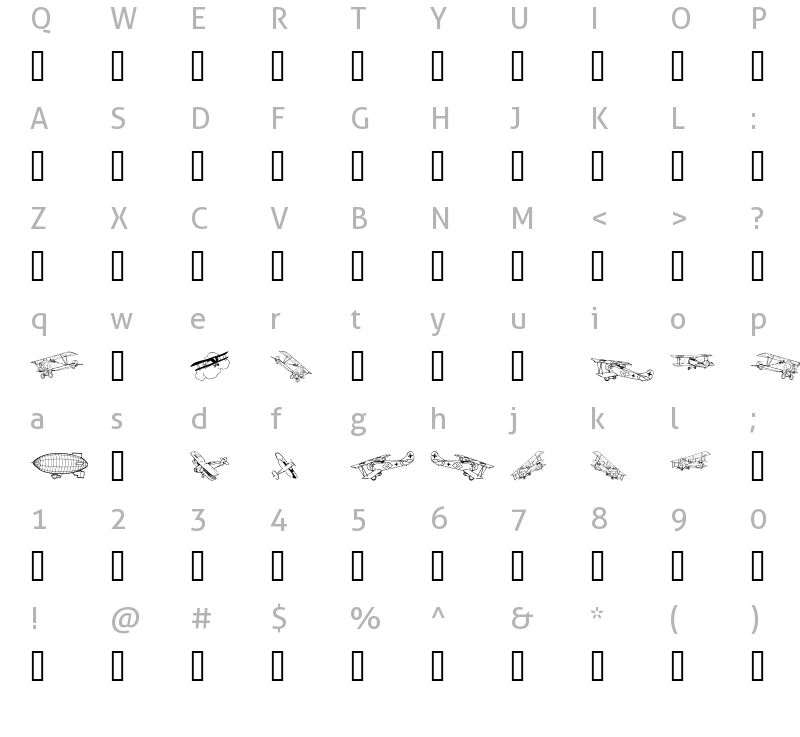 Q W E R T Y U I O P
A S D F G H J K L :
Z X C V B N M < > ?
q w e r t y u i o p
a s d f g h j k l ;
1 2 3 4 5 6 7 8 9 0
! @ # $ % ^ & * ( )